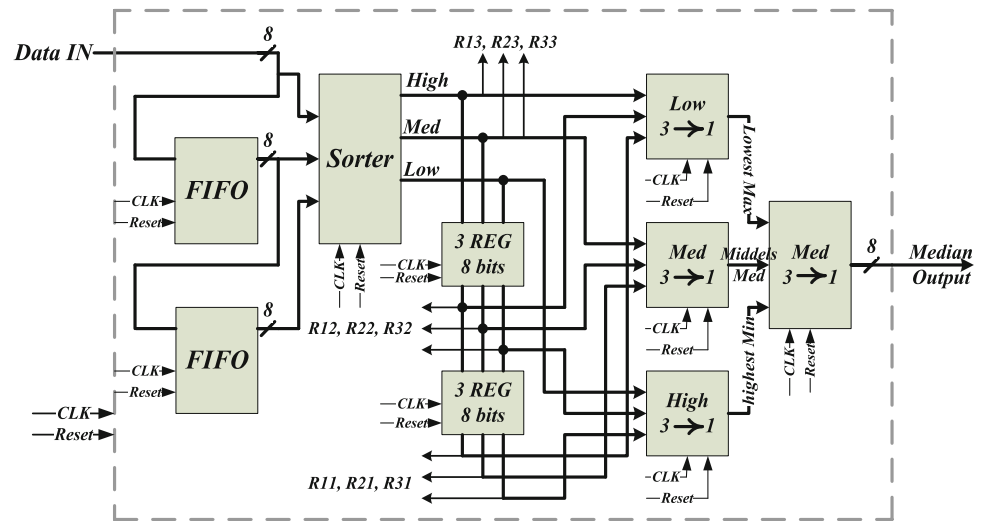 Data IN
8
FIFO
8
CLK
Reset
FIFO
8
CLK
Reset
CLK
Reset
Sorter
High
Med
Low
CLK
Reset
R13, R23, R33
3 REG
8 bits
CLK
Reset
R12, R22, R32
3 REG
8 bits
CLK
Reset
R11, R21, R31
Low
3 → 1
CLK
Reset
Lowest Max
Med
3 → 1
CLK
Reset
Middels
Med
High
3 → 1
CLK
Reset
highest Min
Med
3 → 1
CLK
Reset
8
Median
Output